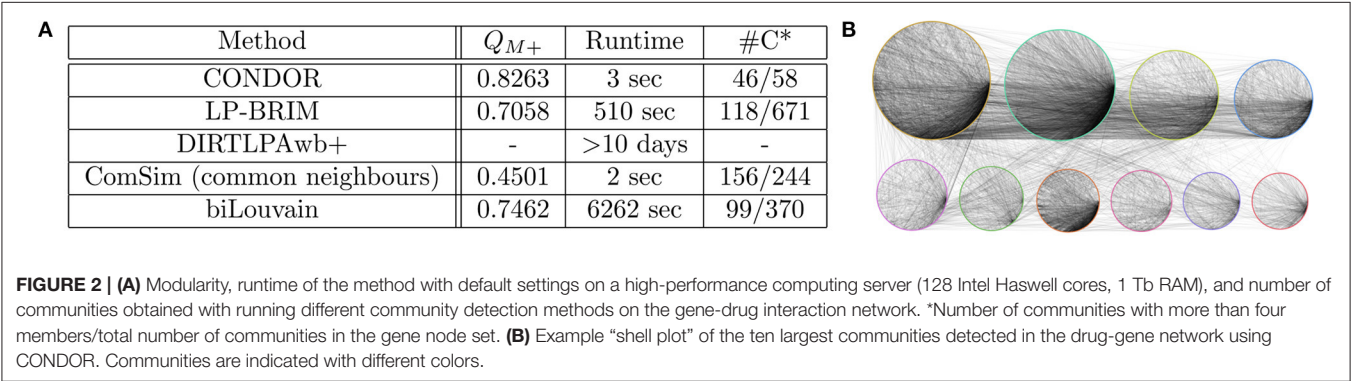 A
Method Q_{M+} Runtime #C*
CONDOR 0.8263 3 sec 46/58
LP-BRIM 0.7058 510 sec 118/671
DIRTLPAwb+ - >10 days -
ComSim (common neighbours) 0.4501 2 sec 156/244
biLouvain 0.7462 6262 sec 99/370
B
FIGURE 2 | (A) Modularity, runtime of the method with default settings on a high-performance computing server (128 Intel Haswell cores, 1 Tb RAM), and number of
communities obtained with running different community detection methods on the gene-drug interaction network. *Number of communities with more than four
members/total number of communities in the gene node set. (B) Example “shell plot” of the ten largest communities detected in the drug-gene network using
CONDOR. Communities are indicated with different colors.